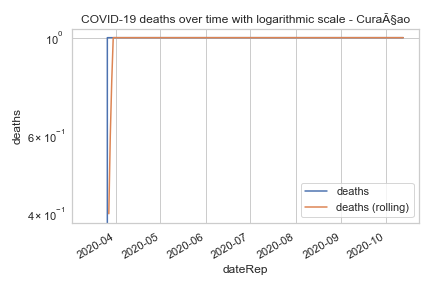 COVID-19 deaths over time with logarithmic scale - CuraÃ§ao
10⁰
6 × 10⁻¹
4 × 10⁻¹
deaths
deaths
deaths (rolling)
2020-04
2020-05
2020-06
2020-07
2020-08
2020-09
2020-10
dateRep